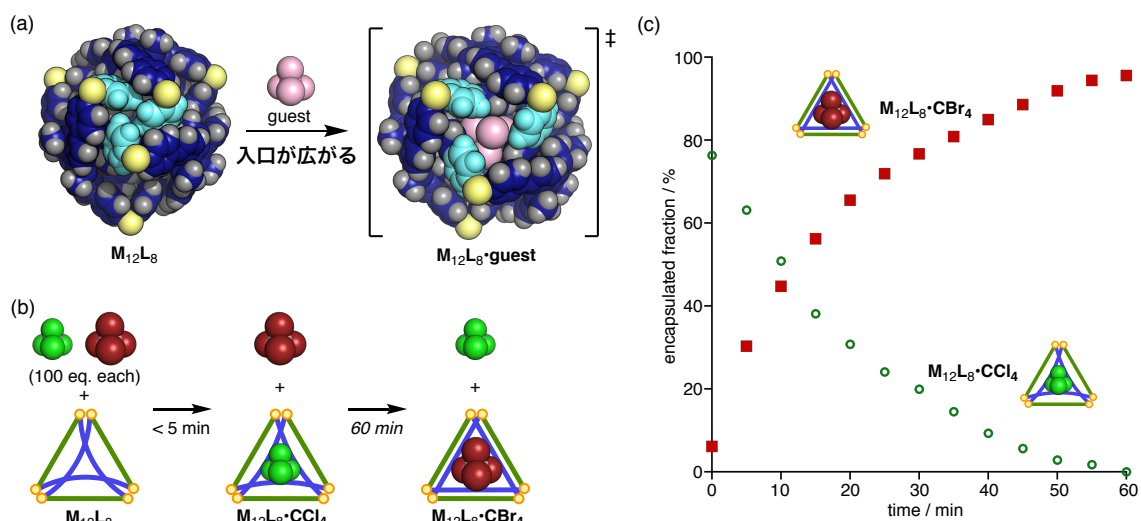 (a)
guest
入口が広がる
‡
M₁₂L₈
M₁₂L₈•guest
(b)
(100 eq. each)
+
< 5 min
+
60 min
+
M₁₂L₈
M₁₂L₈•CCl₄
M₁₂L₈•CBr₄
(c)
encapsulated fraction / %
100
80
60
40
20
0
M₁₂L₈•CBr₄
M₁₂L₈•CCl₄
0
10
20
30
40
50
60
time / min